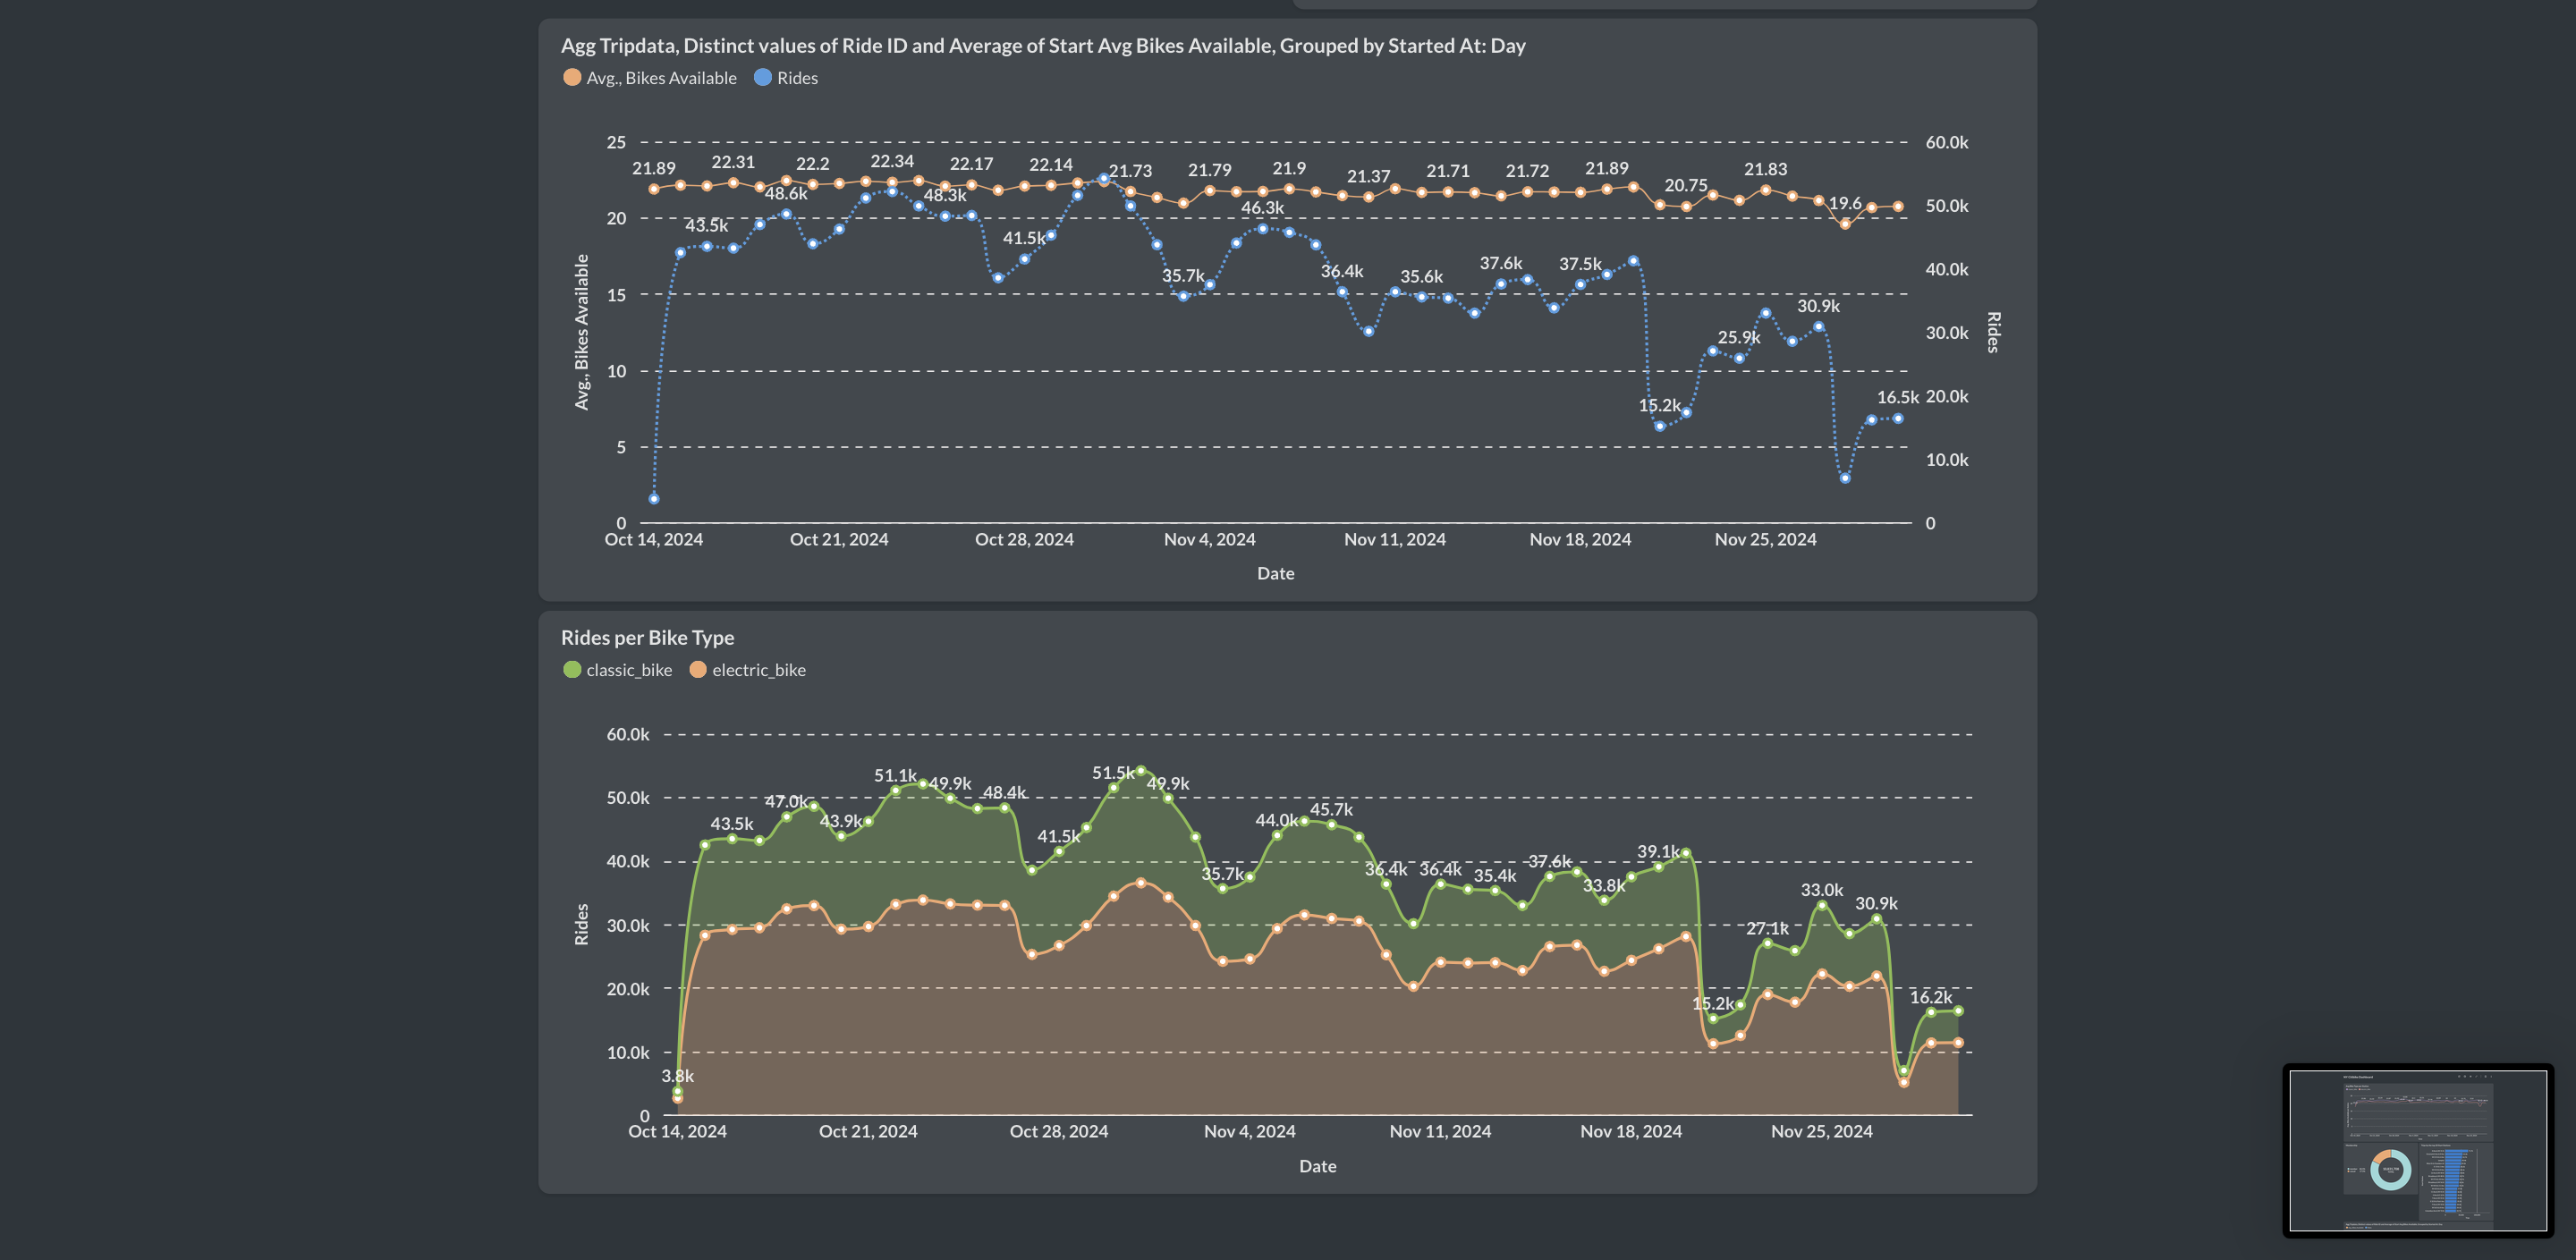 Agg Tripdata, Distinct values of Ride ID and Average of Start Avg Bikes Available, Grouped by Started At: Day
Avg., Bikes Available Rides
25 60.0k
21.89 22.31 22.2 22.34 22.17 22.14 21.73 21.79 21.9 21.37 21.71 21.72 21.89 20.75 21.83 19.6
20 50.0k
43.5k 48.6k 48.3k 41.5k 35.7k 46.3k 36.4k 35.6k 37.6k 37.5k 15.2k 25.9k 30.9k 16.5k
40.0k
15
30.0k
10
20.0k
5
10.0k
0 0
Avg., Bikes Available
Rides
Oct 14, 2024 Oct 21, 2024 Oct 28, 2024 Nov 4, 2024 Nov 11, 2024 Nov 18, 2024 Nov 25, 2024
Date
Rides per Bike Type
classic_bike electric_bike
60.0k
50.0k
40.0k
30.0k
20.0k
10.0k
0
3.8k 43.5k 47.0k 43.9k 51.1k 49.9k 48.4k 41.5k 51.5k 49.9k 35.7k 44.0k 45.7k 36.4k 36.4k 35.4k 37.6k 33.8k 39.1k 15.2k 27.1k 33.0k 30.9k 16.2k
Rides
Oct 14, 2024 Oct 21, 2024 Oct 28, 2024 Nov 4, 2024 Nov 11, 2024 Nov 18, 2024 Nov 25, 2024
Date